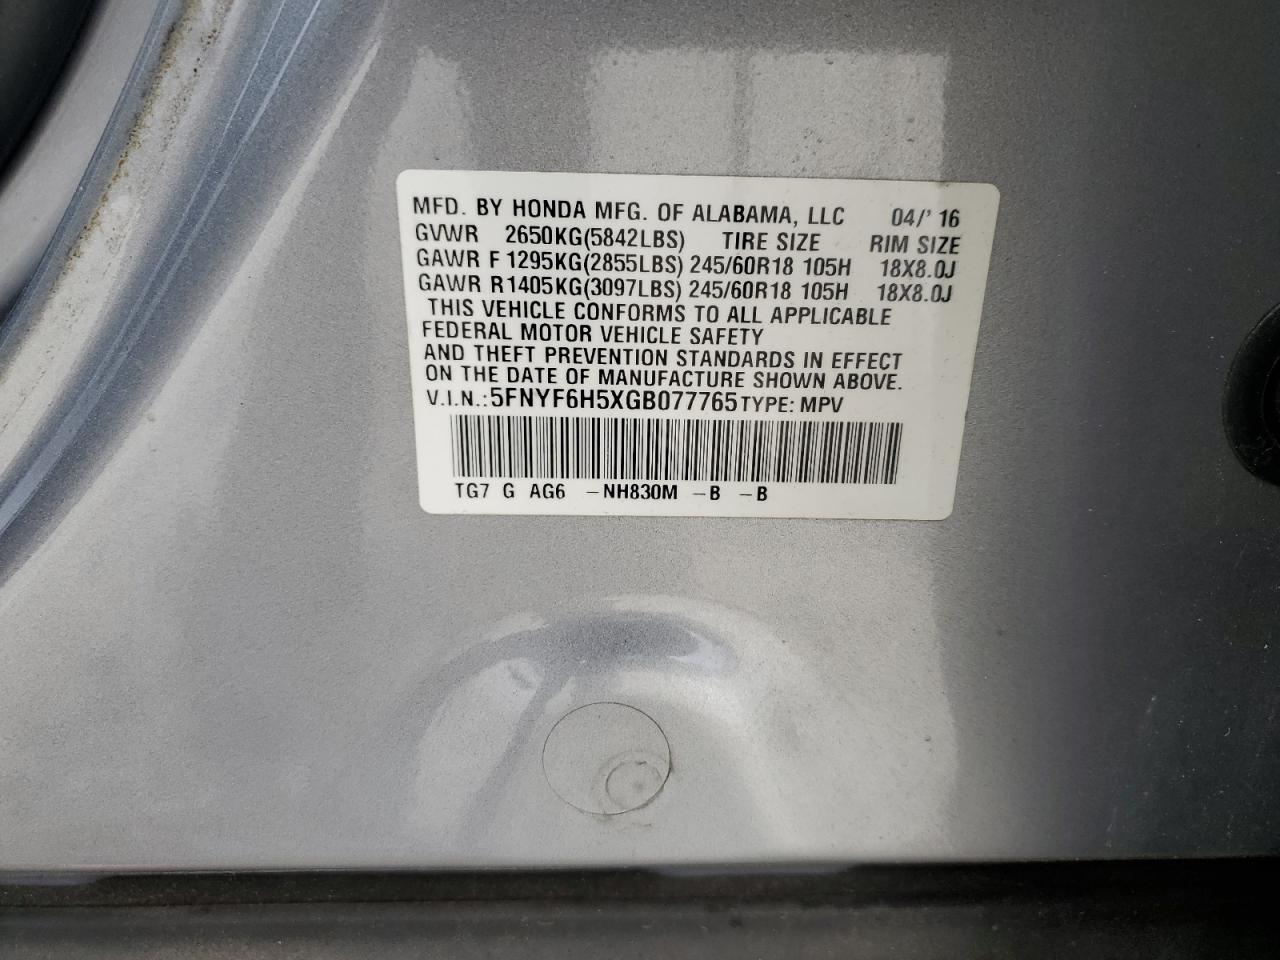 MFD. BY HONDA MFG. OF ALABAMA, LLC 04/' 16
GVWR 2650KG(5842LBS) TIRE SIZE RIM SIZE
GAWR F 1295KG(2855LBS) 245/60R18 105H 18X8.0J
GAWR R1405KG(3097LBS) 245/60R18 105H 18X8.0J
THIS VEHICLE CONFORMS TO ALL APPLICABLE
FEDERAL MOTOR VEHICLE SAFETY
AND THEFT PREVENTION STANDARDS IN EFFECT
ON THE DATE OF MANUFACTURE SHOWN ABOVE.
V.I.N.:5FNYF6H5XGB077765 TYPE: MPV
TG7 G AG6 -NH830M -B -B